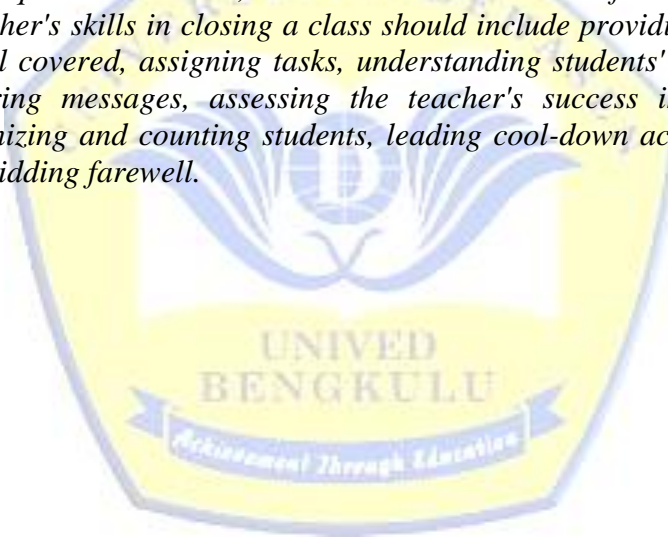 her's skills in closing a class should include providi
l covered, assigning tasks, understanding students'
ring messages, assessing the teacher's success i
nizing and counting students, leading cool-down ac
idding farewell.
UNIVED
BENGKULU
Achievement Through Education